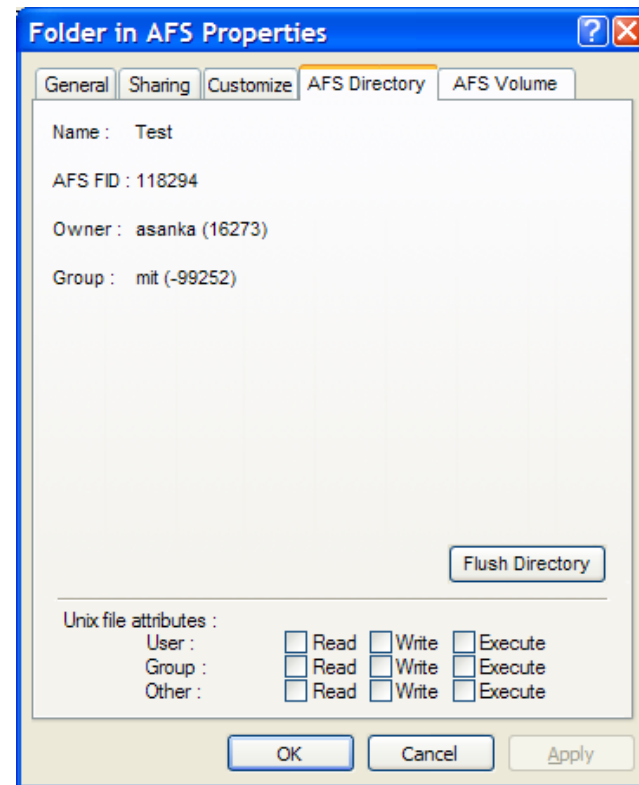 Folder in AFS Properties
General Sharing Customize AFS Directory AFS Volume
Name : Test
AFS FID : 118294
Owner : asanka (16273)
Group : mit (-99252)
Flush Directory
Unix file attributes :
User : Read Write Execute
Group : Read Write Execute
Other : Read Write Execute
OK Cancel Apply